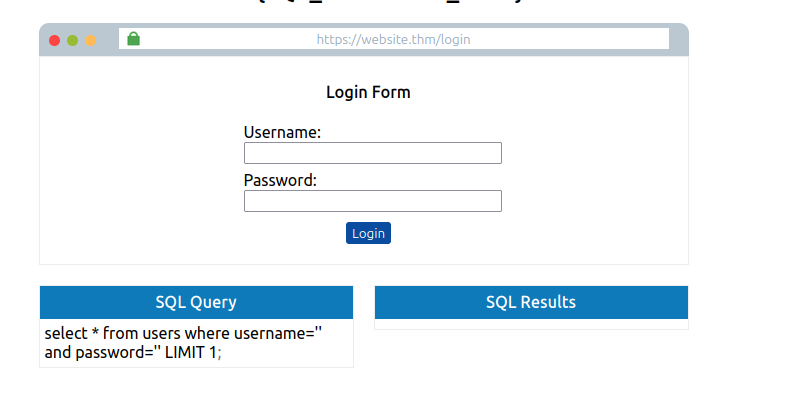 https://website.thm/login
Login Form
Username:
Password:
Login
SQL Query
select * from users where username=''
and password='' LIMIT 1;
SQL Results